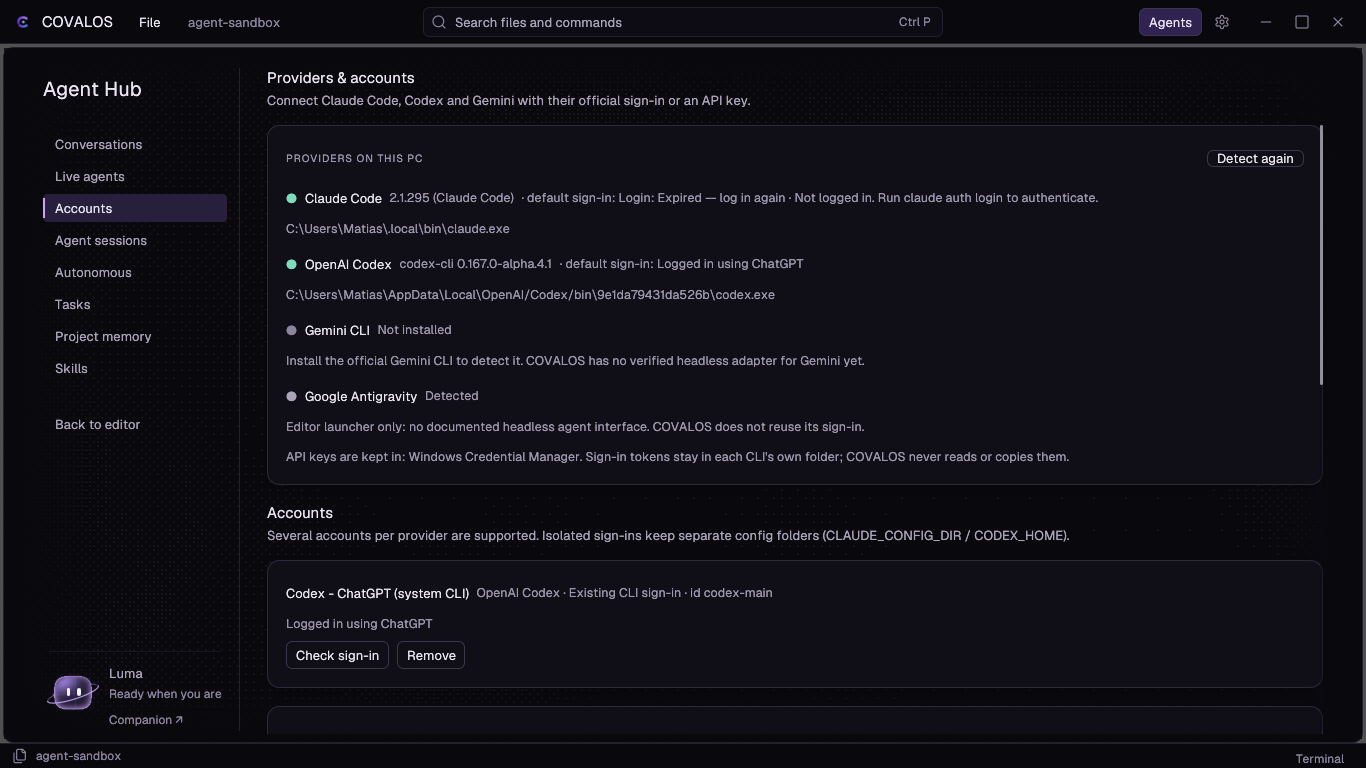 COVALOS File agent-sandbox Search files and commands Ctrl P Agents
Agent Hub
Conversations
Live agents
Accounts
Agent sessions
Autonomous
Tasks
Project memory
Skills
Back to editor
Luma
Ready when you are
Companion ↗
Providers & accounts
Connect Claude Code, Codex and Gemini with their official sign-in or an API key.
PROVIDERS ON THIS PC Detect again
Claude Code 2.1.295 (Claude Code) · default sign-in: Login: Expired — log in again · Not logged in. Run claude auth login to authenticate.
C:\Users\Matias\.local\bin\claude.exe
OpenAI Codex codex-cli 0.167.0-alpha.4.1 · default sign-in: Logged in using ChatGPT
C:\Users\Matias\AppData\Local\OpenAI/Codex/bin\9e1da79431da526b\codex.exe
Gemini CLI Not installed
Install the official Gemini CLI to detect it. COVALOS has no verified headless adapter for Gemini yet.
Google Antigravity Detected
Editor launcher only: no documented headless agent interface. COVALOS does not reuse its sign-in.
API keys are kept in: Windows Credential Manager. Sign-in tokens stay in each CLI's own folder; COVALOS never reads or copies them.
Accounts
Several accounts per provider are supported. Isolated sign-ins keep separate config folders (CLAUDE_CONFIG_DIR / CODEX_HOME).
Codex - ChatGPT (system CLI) OpenAI Codex · Existing CLI sign-in · id codex-main
Logged in using ChatGPT
Check sign-in Remove
agent-sandbox Terminal